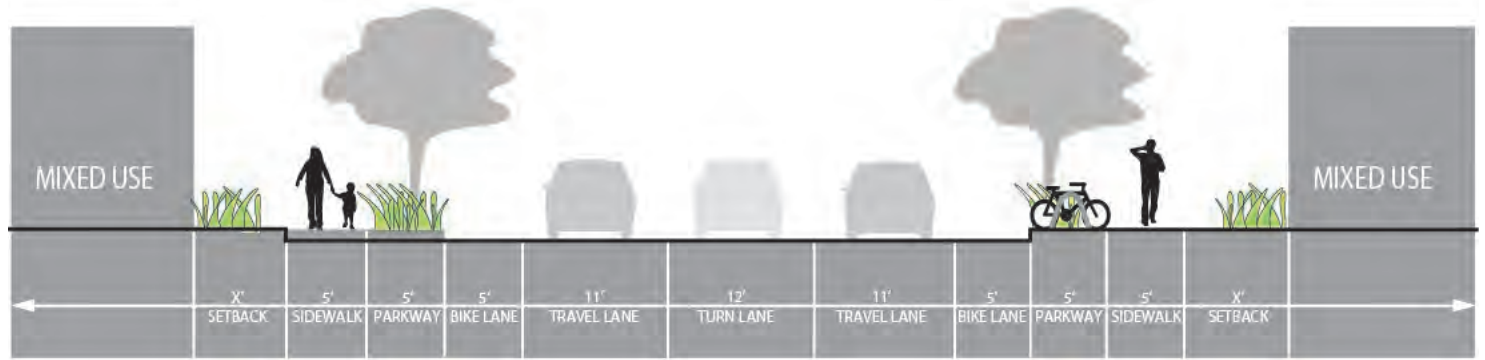 MIXED USE
MIXED USE
X' 5' 5' 5' 11' 12' 11' 5' 5' 5' X'
SETBACK SIDEWALK PARKWAY BIKE LANE TRAVEL LANE TURN LANE TRAVEL LANE BIKE LANE PARKWAY SIDEWALK SETBACK